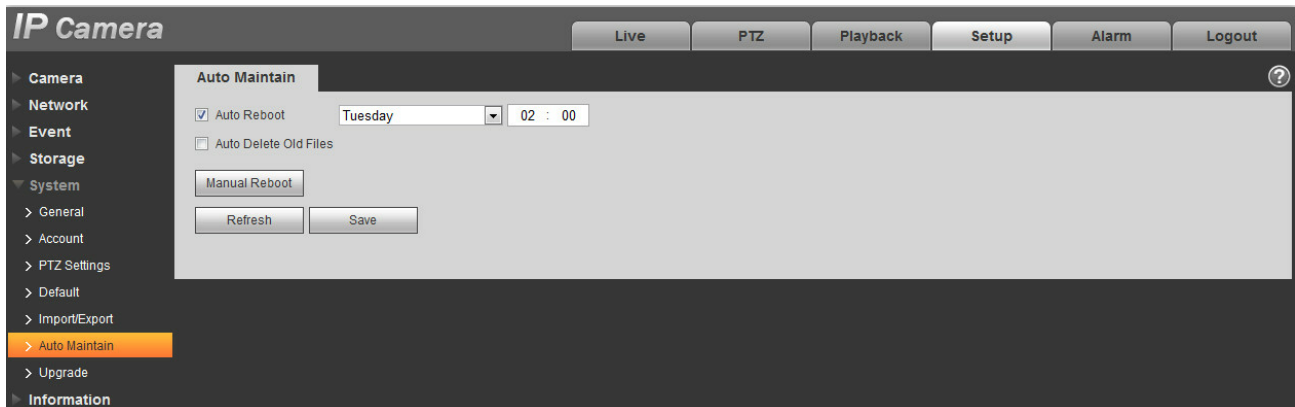 IP Camera
Live PTZ Playback Setup Alarm Logout
Camera
Network
Event
Storage
System
General
Account
PTZ Settings
Default
Import/Export
Auto Maintain
Upgrade
Information
Auto Maintain
?
Auto Reboot Tuesday 02 : 00
Auto Delete Old Files
Manual Reboot
Refresh Save